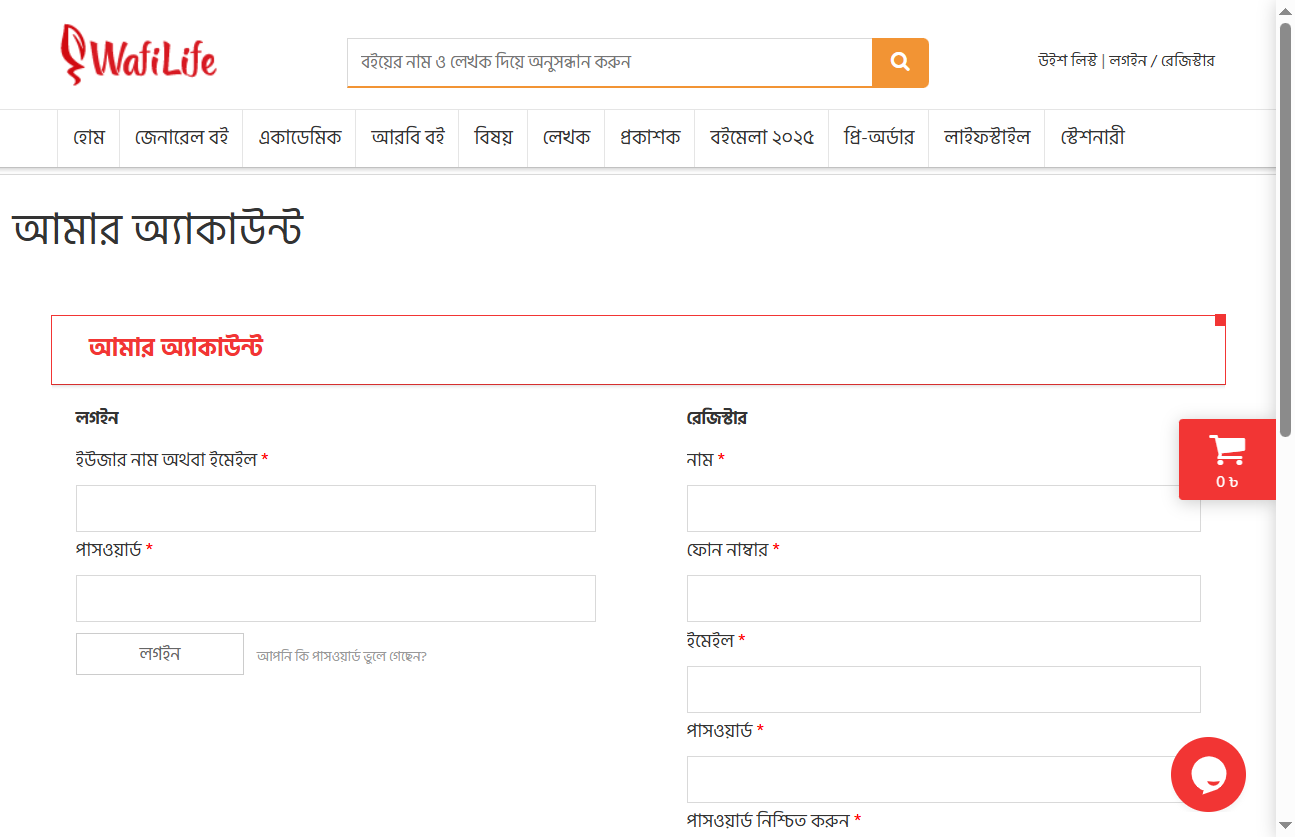 WafiLife
বইয়ের নাম ও লেখক দিয়ে অনুসন্ধান করুন
উইশ লিস্ট | লগইন / রেজিস্টার
হোম জেনারেল বই একাডেমিক আরবি বই বিষয় লেখক প্রকাশক বইমেলা ২০২৫ প্রি-অর্ডার লাইফস্টাইল স্টেশনারী
আমার অ্যাকাউন্ট
আমার অ্যাকাউন্ট
লগইন
ইউজার নাম অথবা ইমেইল *
পাসওয়ার্ড *
লগইন
আপনি কি পাসওয়ার্ড ভুলে গেছেন?
রেজিস্টার
নাম *
ফোন নাম্বার *
ইমেইল *
পাসওয়ার্ড *
পাসওয়ার্ড নিশ্চিত করুন *
0 ৳